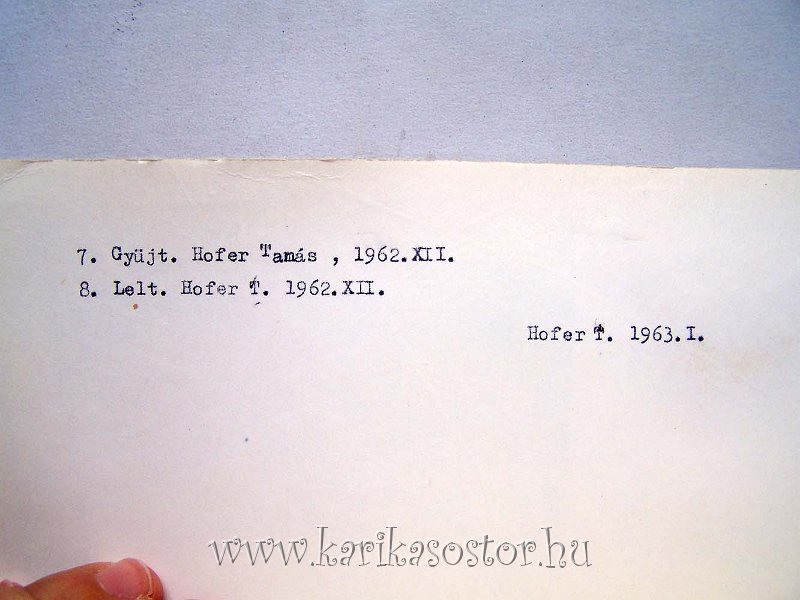 7. Gyüjt. Hofer Tamás , 1962.XII.
8. Lelt. Hofer T. 1962.XII.
Hofer T. 1963.I.
www.karikasostor.hu